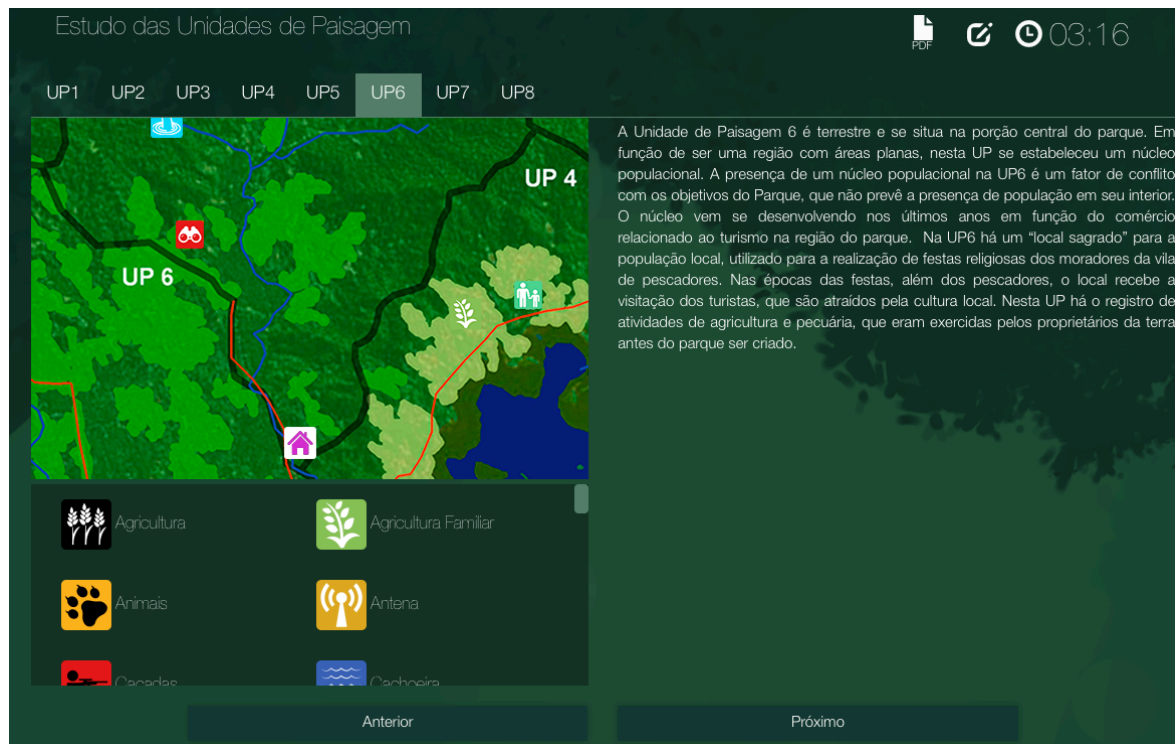 Estudo das Unidades de Paisagem
PDF
03:16
UP1 UP2 UP3 UP4 UP5 UP6 UP7 UP8
UP 4
UP 6
A Unidade de Paisagem 6 é terrestre e se situa na porção central do parque. Em
função de ser uma região com áreas planas, nesta UP se estabeleceu um núcleo
populacional. A presença de um núcleo populacional na UP6 é um fator de conflito
com os objetivos do Parque, que não prevê a presença de população em seu interior.
O núcleo vem se desenvolvendo nos últimos anos em função do comércio
relacionado ao turismo na região do parque. Na UP6 há um “local sagrado” para a
população local, utilizado para a realização de festas religiosas dos moradores da vila
de pescadores. Nas épocas das festas, além dos pescadores, o local recebe a
visitação dos turistas, que são atraídos pela cultura local. Nesta UP há o registro de
atividades de agricultura e pecuária, que eram exercidas pelos proprietários da terra
antes do parque ser criado.
Agricultura
Agricultura Familiar
Animais
Antena
Caçadas
Cachoeira
Anterior
Próximo